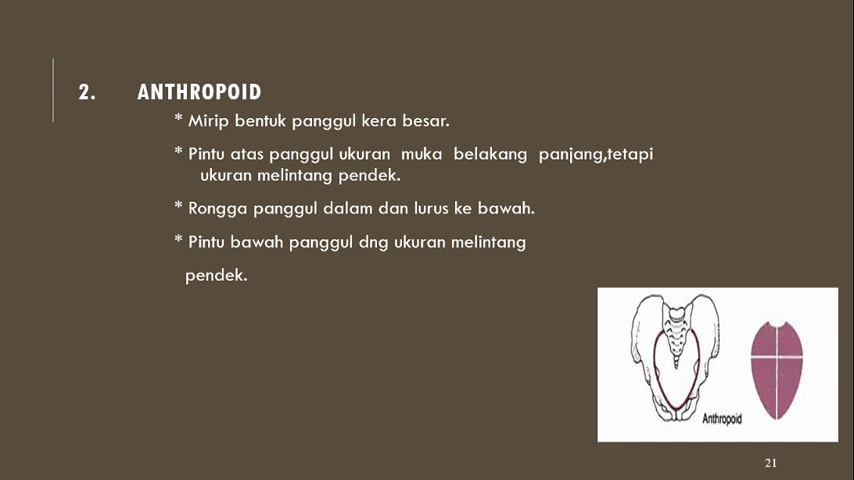 2. ANTHROPOID
* Mirip bentuk panggul kera besar.
* Pintu atas panggul ukuran muka belakang panjang,tetapi
ukuran melintang pendek.
* Rongga panggul dalam dan lurus ke bawah.
* Pintu bawah panggul dng ukuran melintang
pendek.
Anthropoid
21